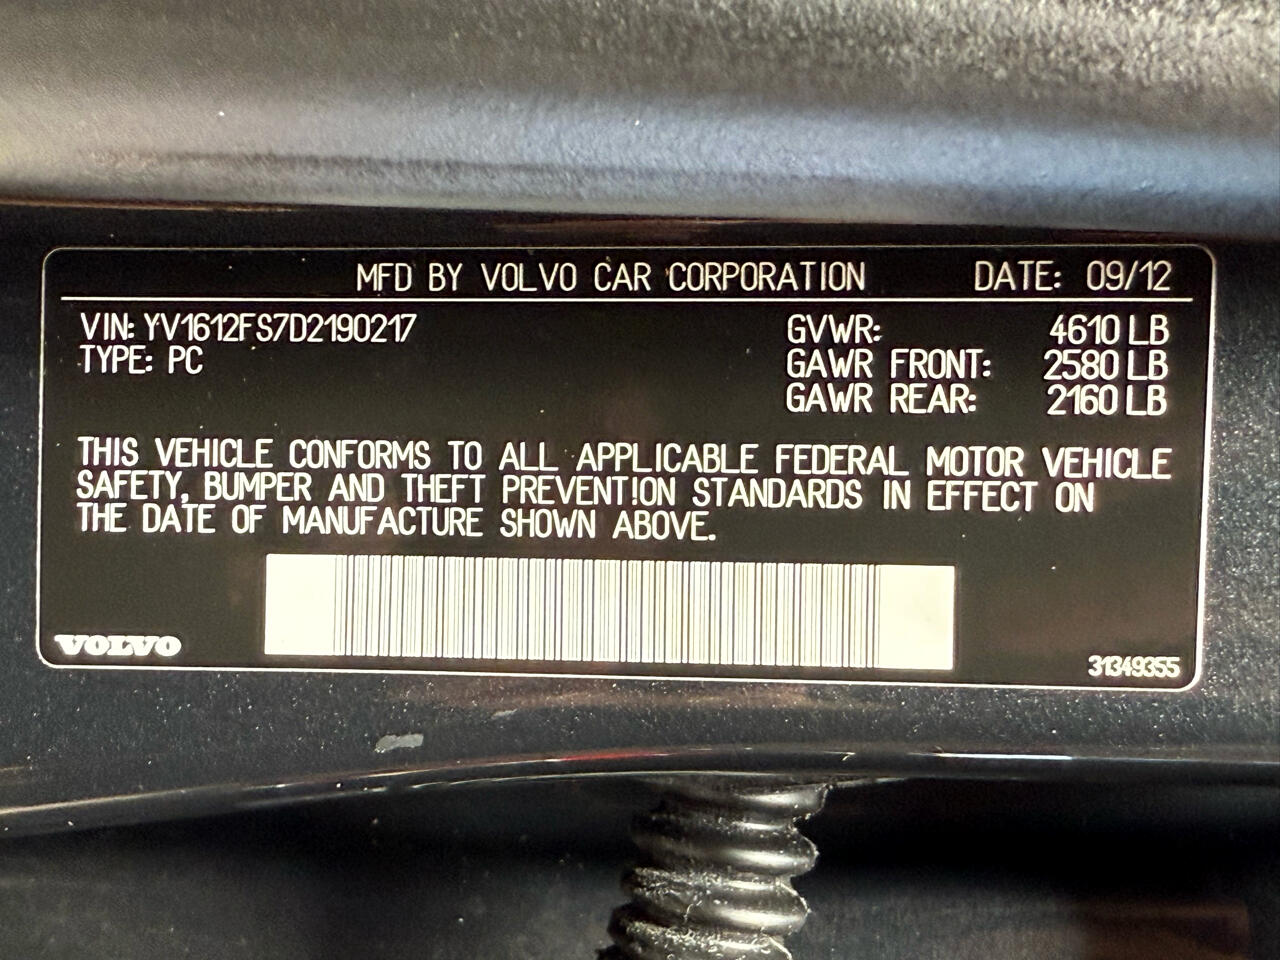 MFD BY VOLVO CAR CORPORATION DATE: 09/12
VIN: YV1612FS7D2190217 GVWR: 4610 LB
TYPE: PC GAWR FRONT: 2580 LB
GAWR REAR: 2160 LB
THIS VEHICLE CONFORMS TO ALL APPLICABLE FEDERAL MOTOR VEHICLE
SAFETY, BUMPER AND THEFT PREVENT!ON STANDARDS IN EFFECT ON
THE DATE OF MANUFACTURE SHOWN ABOVE.
VOLVO 31349355